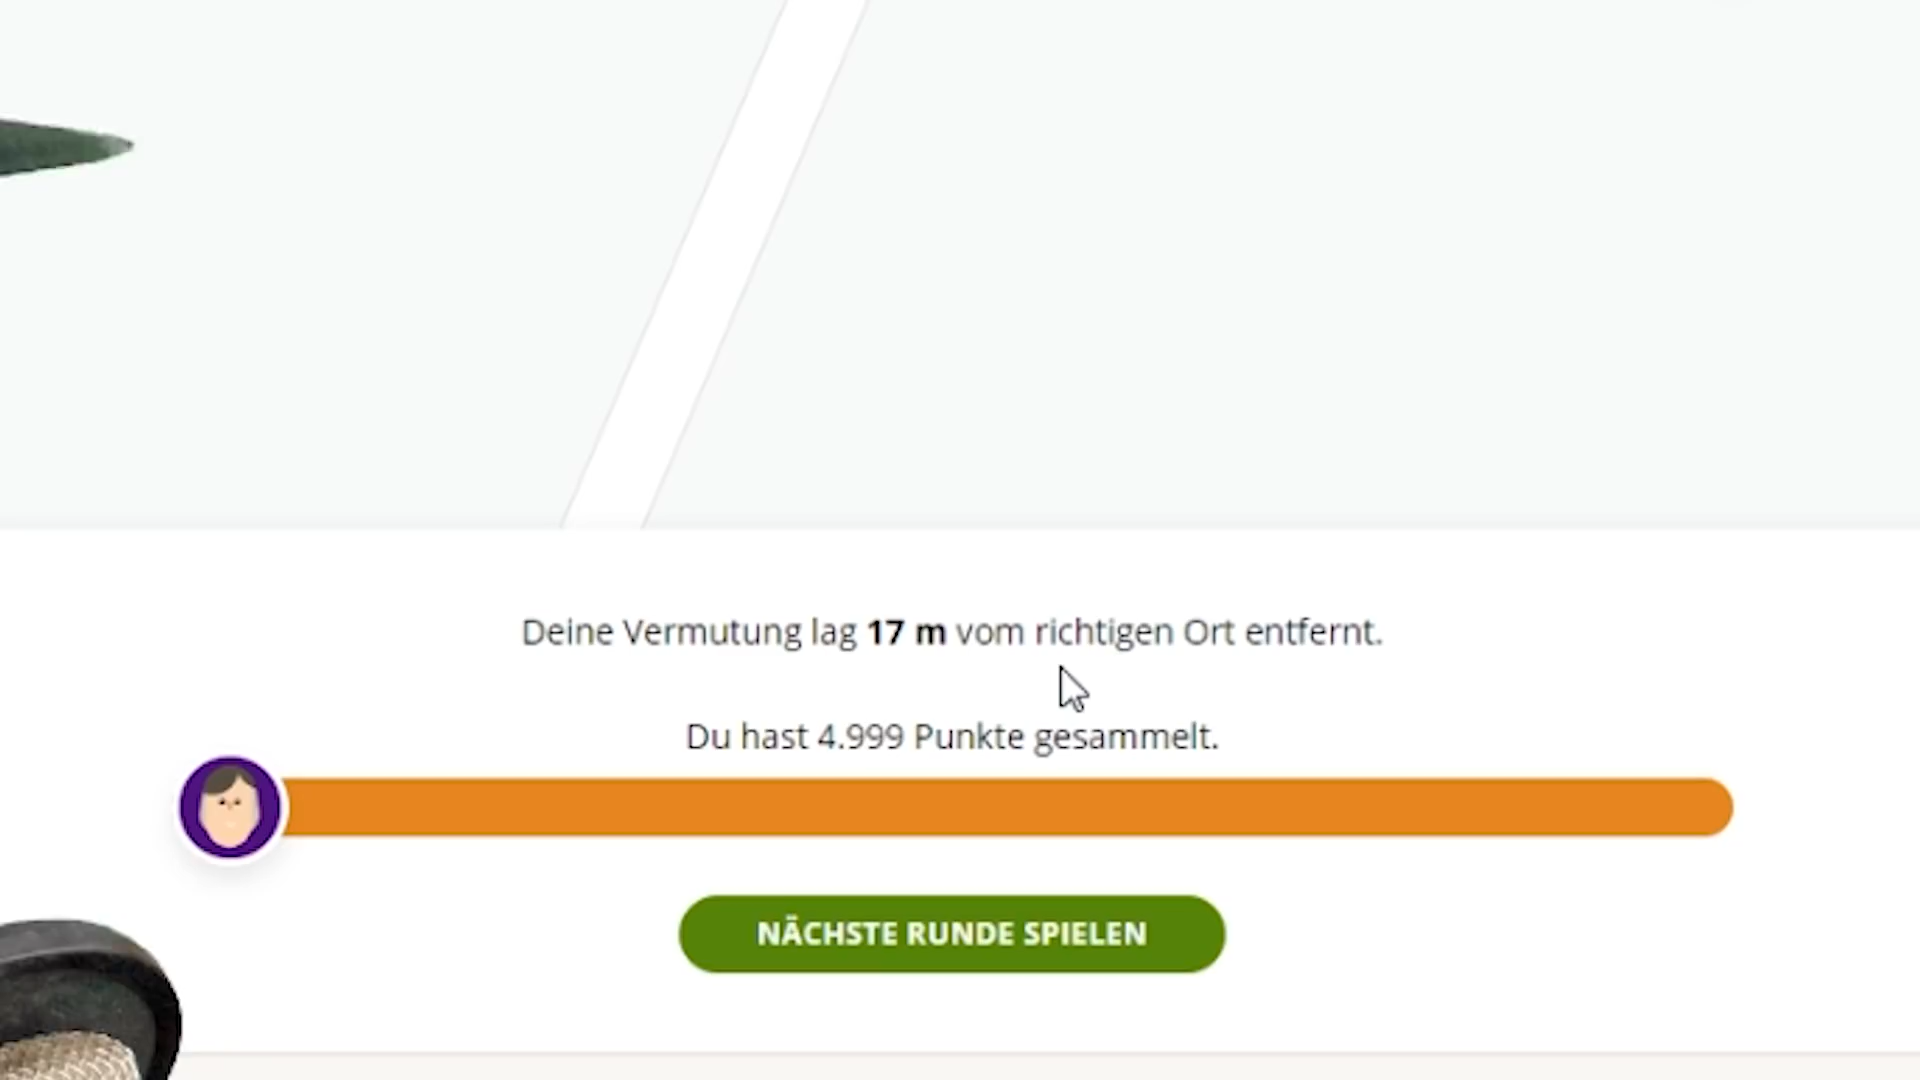 Deine Vermutung lag 17 m vom richtigen Ort entfernt.
Du hast 4.999 Punkte gesammelt.
NÄCHSTE RUNDE SPIELEN